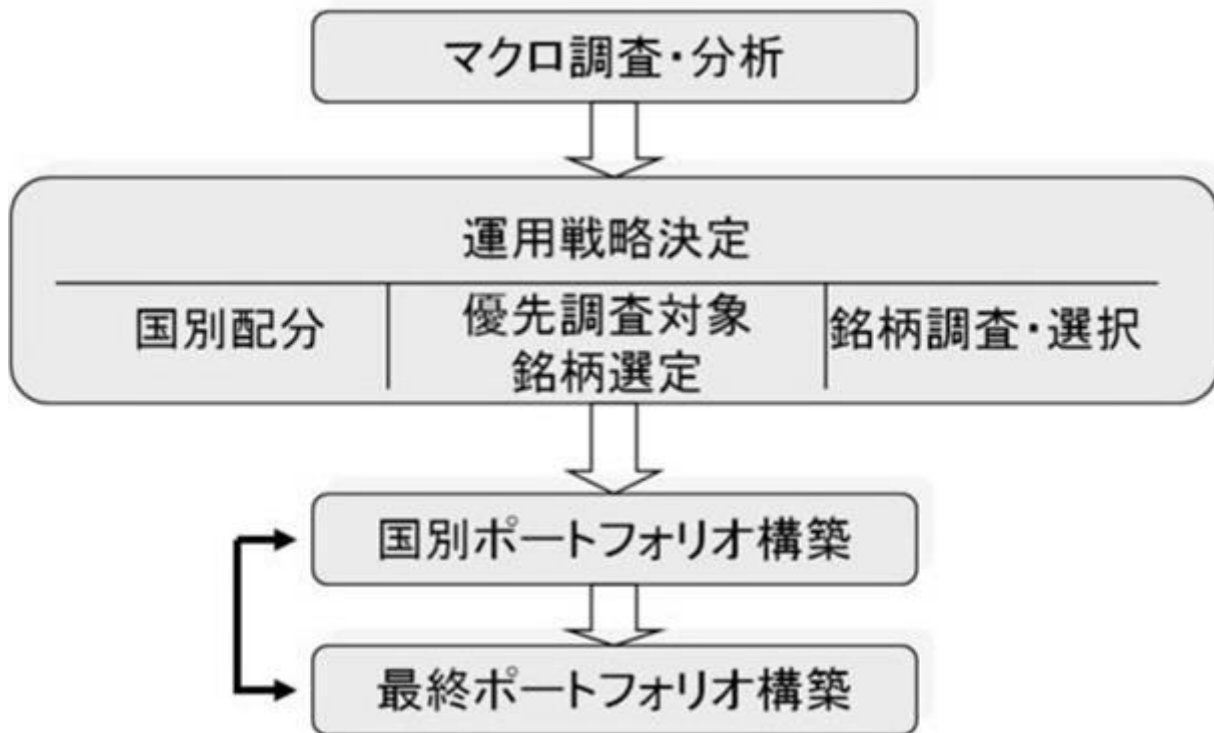 マクロ調査・分析
運用戦略決定
国別配分
優先調査対象
銘柄選定
銘柄調査・選択
国別ポートフォリオ構築
最終ポートフォリオ構築